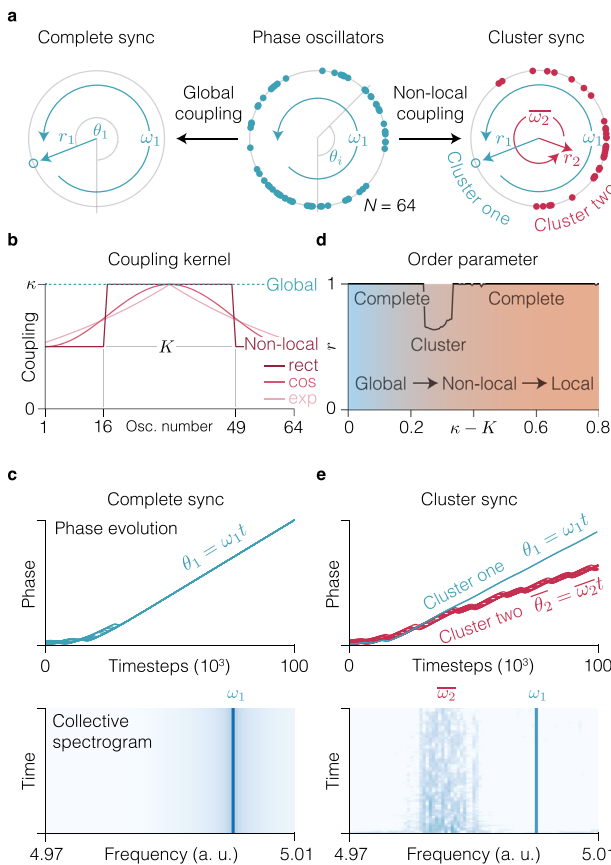 a
Complete sync
Phase oscillators
Cluster sync
Global
coupling
Non-local
coupling
r₁
θ₁
ω₁
ω₁
θᵢ
N = 64
r₁
ω̅₂
ω₁
r₂
Cluster one
Cluster two
b
Coupling kernel
κ
Global
Coupling
K
Non-local
rect
cos
exp
0
1
16
Osc. number
49
64
d
Order parameter
1
Complete
Complete
r
Cluster
Global → Non-local → Local
0
0
0.2
κ − K
0.6
0.8
c
Complete sync
Phase evolution
θ₁ = ω₁t
Phase
0
Timesteps (10³)
100
ω₁
Collective
spectrogram
Time
4.97
Frequency (a. u.)
5.01
e
Cluster sync
θ₁ = ω₁t
Cluster one
Cluster two
θ̅₂ = ω̅₂t
Phase
0
Timesteps (10³)
100
ω̅₂
ω₁
Time
4.97
Frequency (a. u.)
5.01